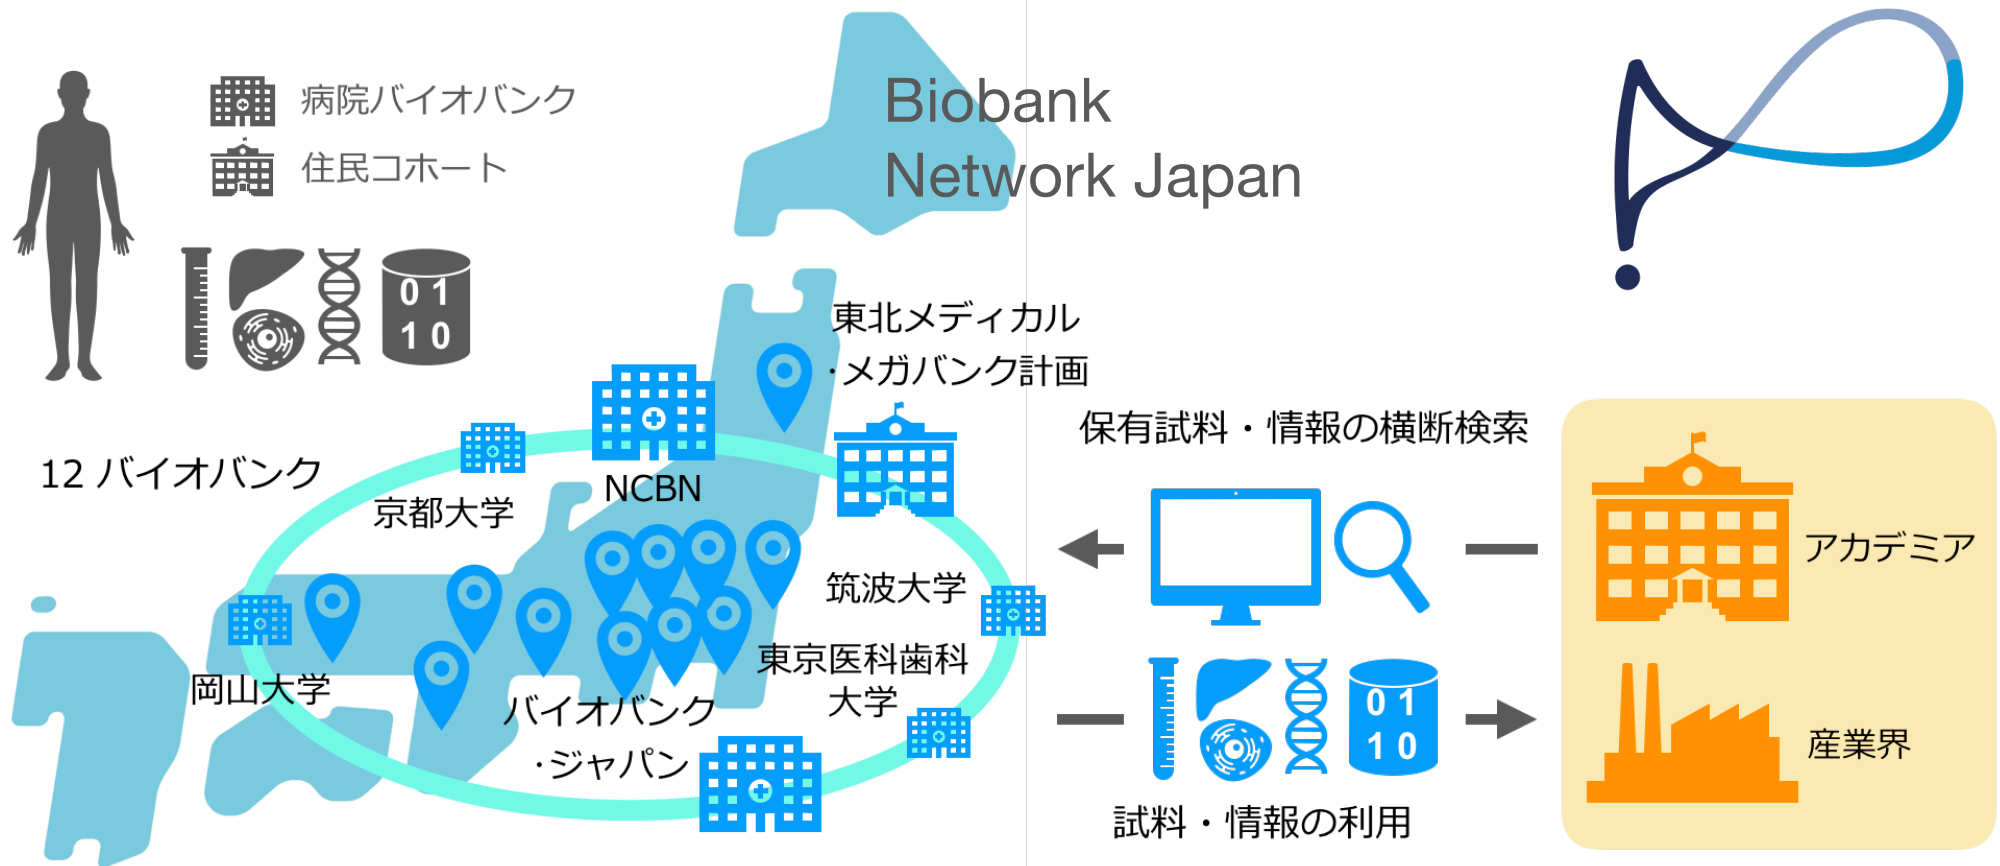 病院バイオバンク
住民コホート
Biobank
Network Japan
0 1
1 0
東北メディカル
・メガバンク計画
12 バイオバンク
京都大学
NCBN
筑波大学
東京医科歯科
大学
岡山大学
バイオバンク
・ジャパン
保有試料・情報の横断検索
0 1
1 0
試料・情報の利用
アカデミア
産業界